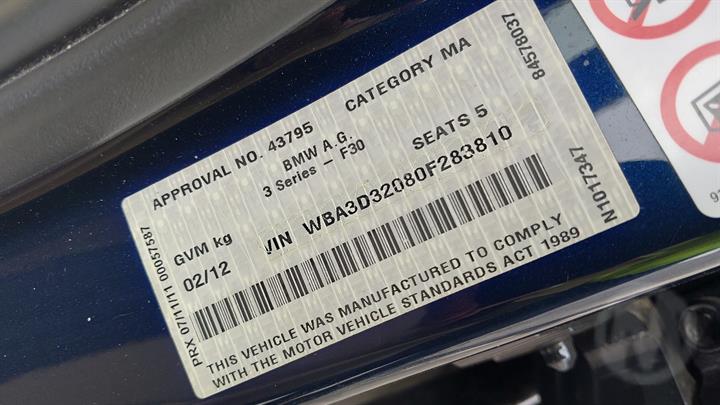 APPROVAL NO. 43795
CATEGORY MA
84578037
BMW A.G.
3 Series – F30
SEATS 5
GVM kg
VIN WBA3D32080F283810
02/12
N1017347
PRX 07/11/11 00057587
THIS VEHICLE WAS MANUFACTURED TO COMPLY
WITH THE MOTOR VEHICLE STANDARDS ACT 1989